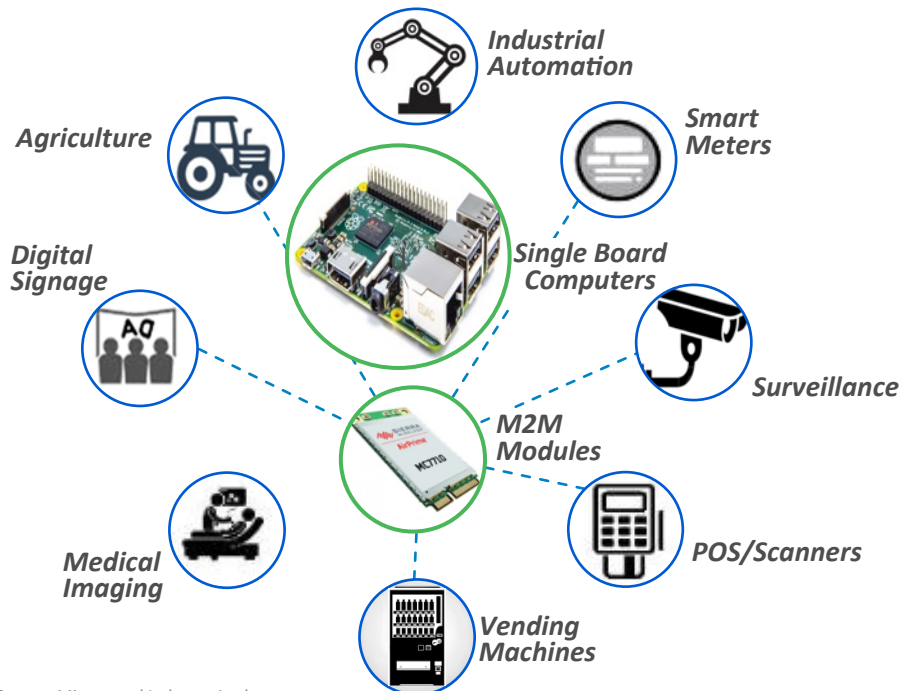 Industrial
Automation
Agriculture
Smart
Meters
Digital
Signage
Single Board
Computers
AD
Surveillance
M2M
Modules
SIERRA
WIRELESS
AirPrime
MC7710
POS/Scanners
Medical
Imaging
Vending
Machines